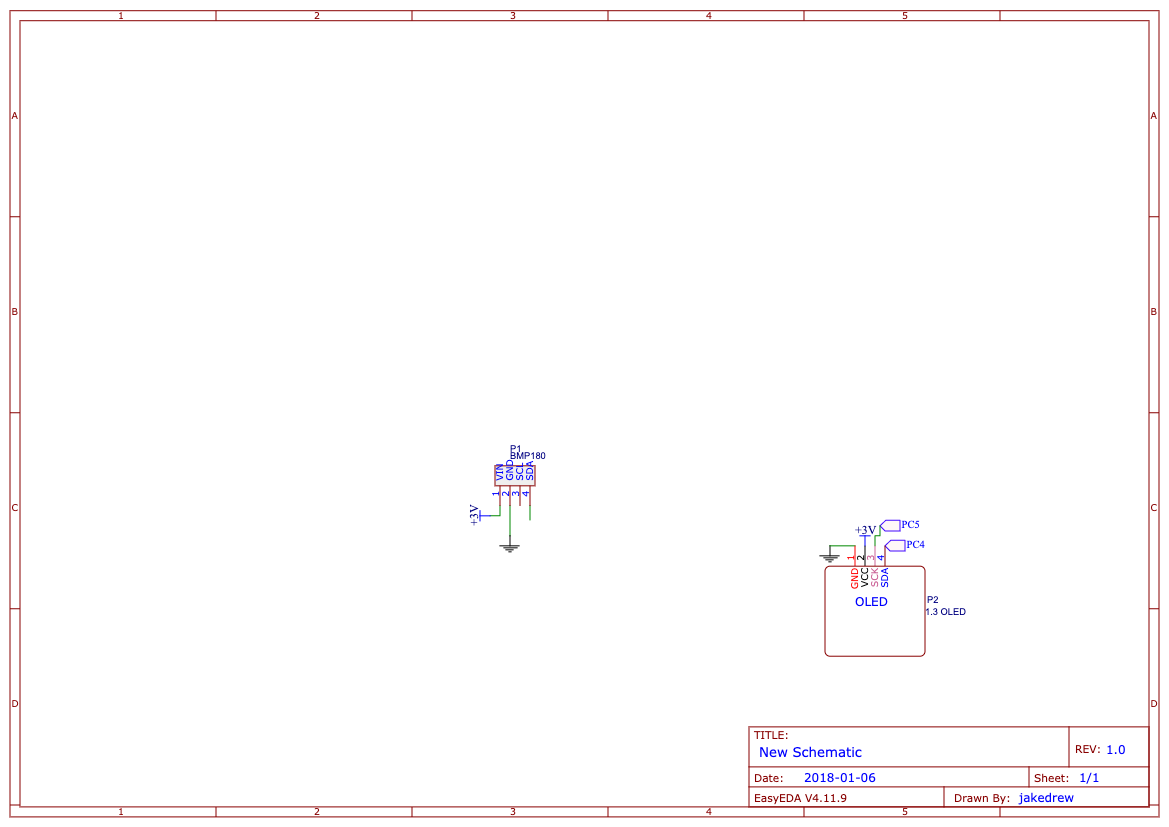 1 2 3 4 5
A A
B B
P1
BMP180
VIN GND SCL SDA
1 2 3 4
+3V
C C
PC5
+3V
PC4
1 2 3 4
GND VCC SCK SDA
OLED
P2
1.3 OLED
D D
TITLE:
New Schematic
REV: 1.0
Date: 2018-01-06
Sheet: 1/1
EasyEDA V4.11.9
Drawn By: jakedrew
1 2 3 4 5